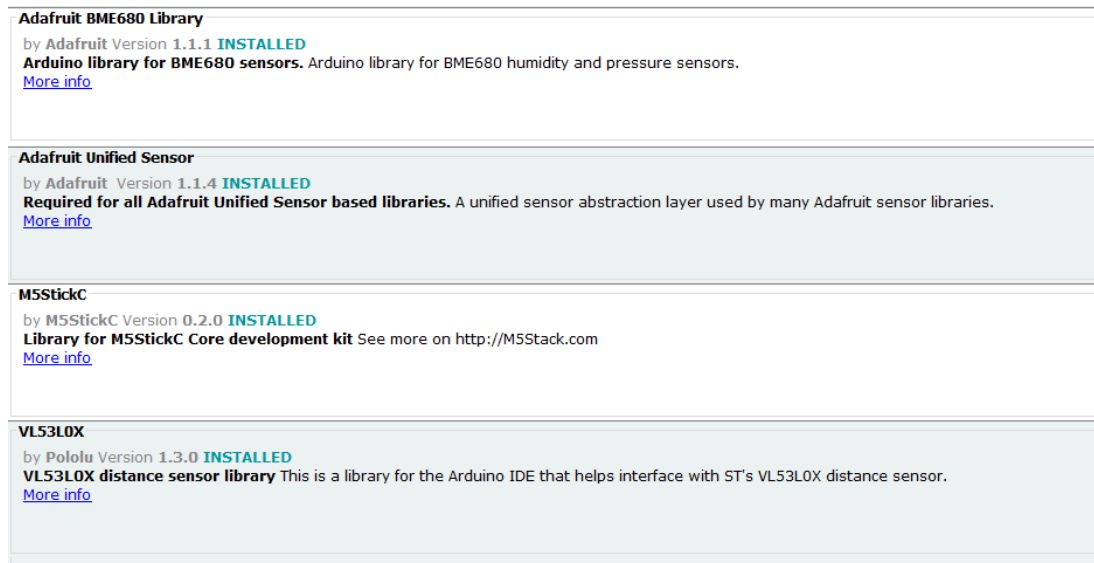 Adafruit BME680 Library
by Adafruit Version 1.1.1 INSTALLED
Arduino library for BME680 sensors. Arduino library for BME680 humidity and pressure sensors.
More info
Adafruit Unified Sensor
by Adafruit Version 1.1.4 INSTALLED
Required for all Adafruit Unified Sensor based libraries. A unified sensor abstraction layer used by many Adafruit sensor libraries.
More info
M5StickC
by M5StickC Version 0.2.0 INSTALLED
Library for M5StickC Core development kit See more on http://M5Stack.com
More info
VL53L0X
by Pololu Version 1.3.0 INSTALLED
VL53L0X distance sensor library This is a library for the Arduino IDE that helps interface with ST's VL53L0X distance sensor.
More info